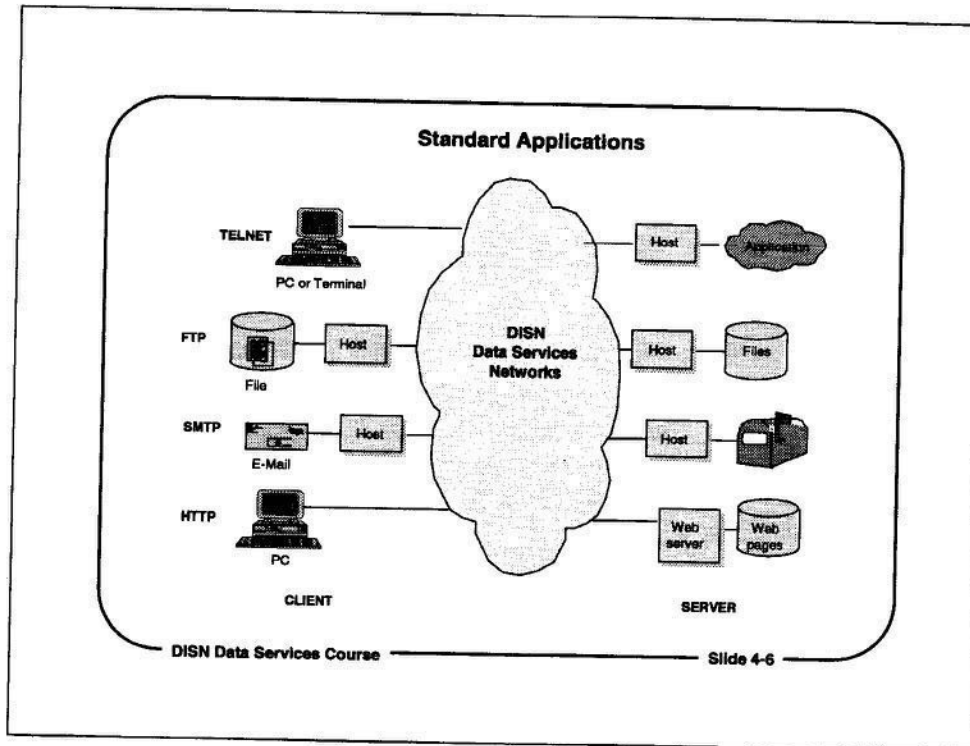 Standard Applications
TELNET
PC or Terminal
Host
Application
FTP
File
Host
DISN
Data Services
Networks
Host
Files
SMTP
E-Mail
Host
Host
HTTP
PC
Web
server
Web
pages
CLIENT
SERVER
DISN Data Services Course
Slide 4-6